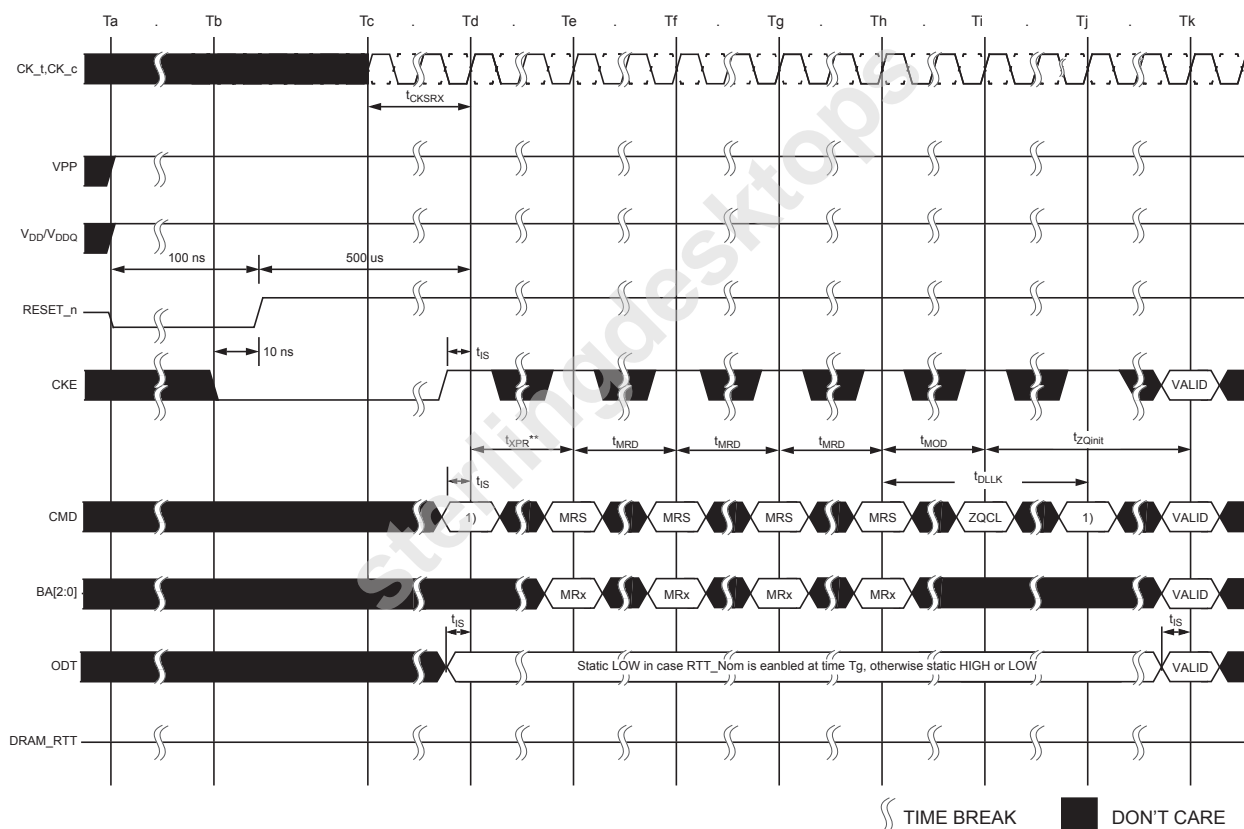 Ta . Tb Tc . Td . Te . Tf . Tg . Th . Ti . Tj . Tk
CK_t,CK_c
tCKSRX
VPP
VDD/VDDQ
100 ns 500 us
RESET_n
10 ns tIS
CKE VALID
tXPR** tMRD tMRD tMRD tMOD tZQinit
tIS tDLLK
CMD 1) MRS MRS MRS MRS ZQCL 1) VALID
BA[2:0] MRx MRx MRx MRx VALID
tIS tIS
ODT Static LOW in case RTT_Nom is eanbled at time Tg, otherwise static HIGH or LOW VALID
DRAM_RTT
TIME BREAK DON'T CARE
sterlingdesktops